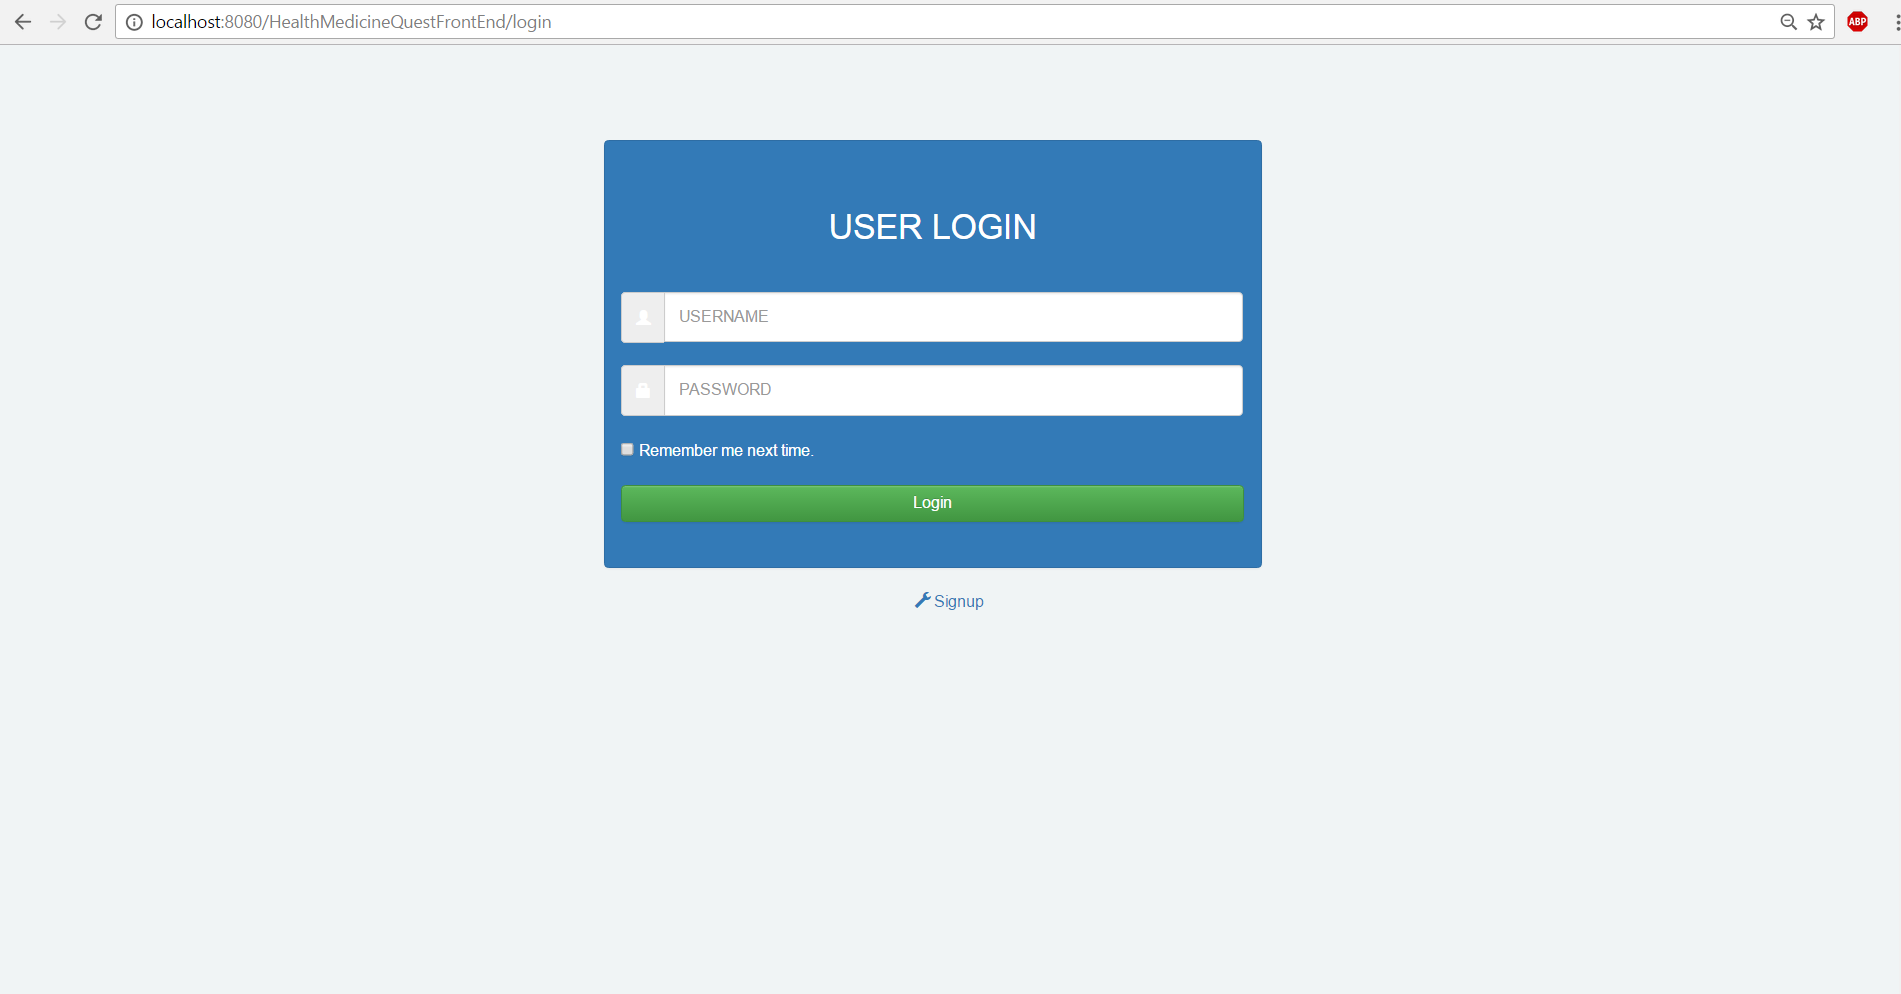 localhost:8080/HealthMedicineQuestFrontEnd/login
ABP
USER LOGIN
USERNAME
PASSWORD
Remember me next time.
Login
Signup